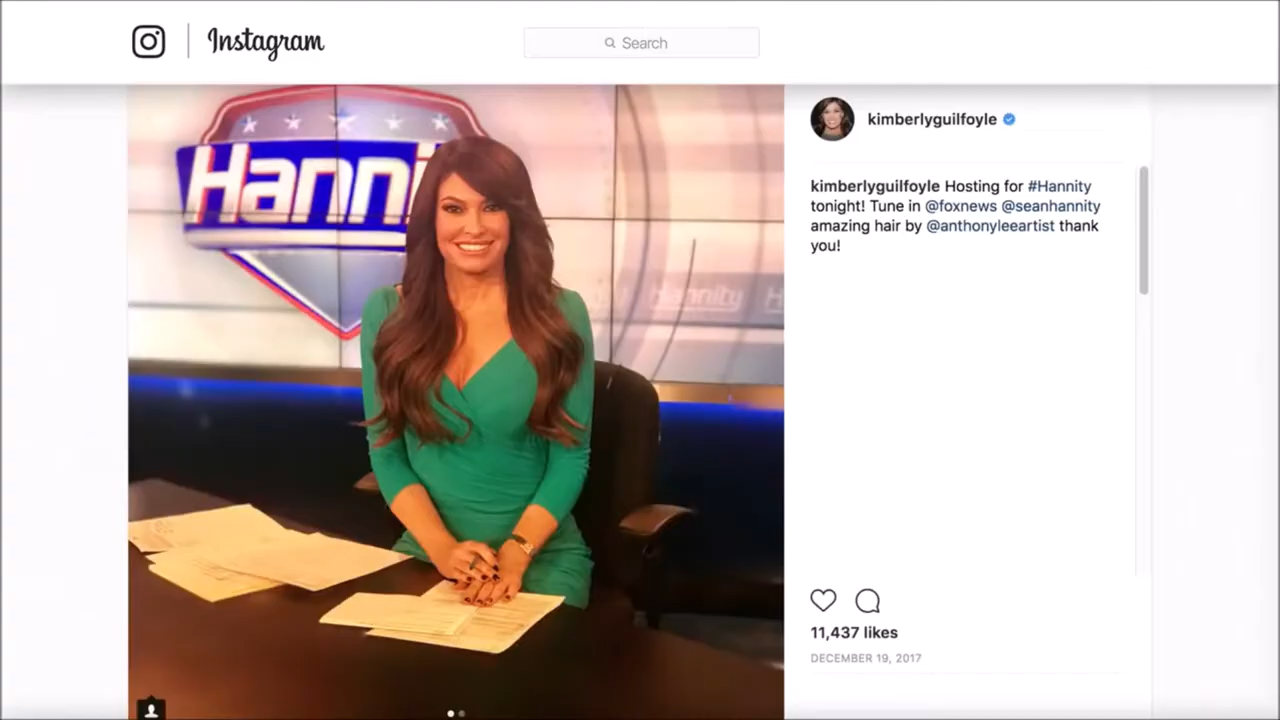 Instagram
Search
Hanni
Hannity
H
kimberlyguilfoyle
kimberlyguilfoyle Hosting for #Hannity
tonight! Tune in @foxnews @seanhannity
amazing hair by @anthonyleeartist thank
you!
11,437 likes
DECEMBER 19, 2017